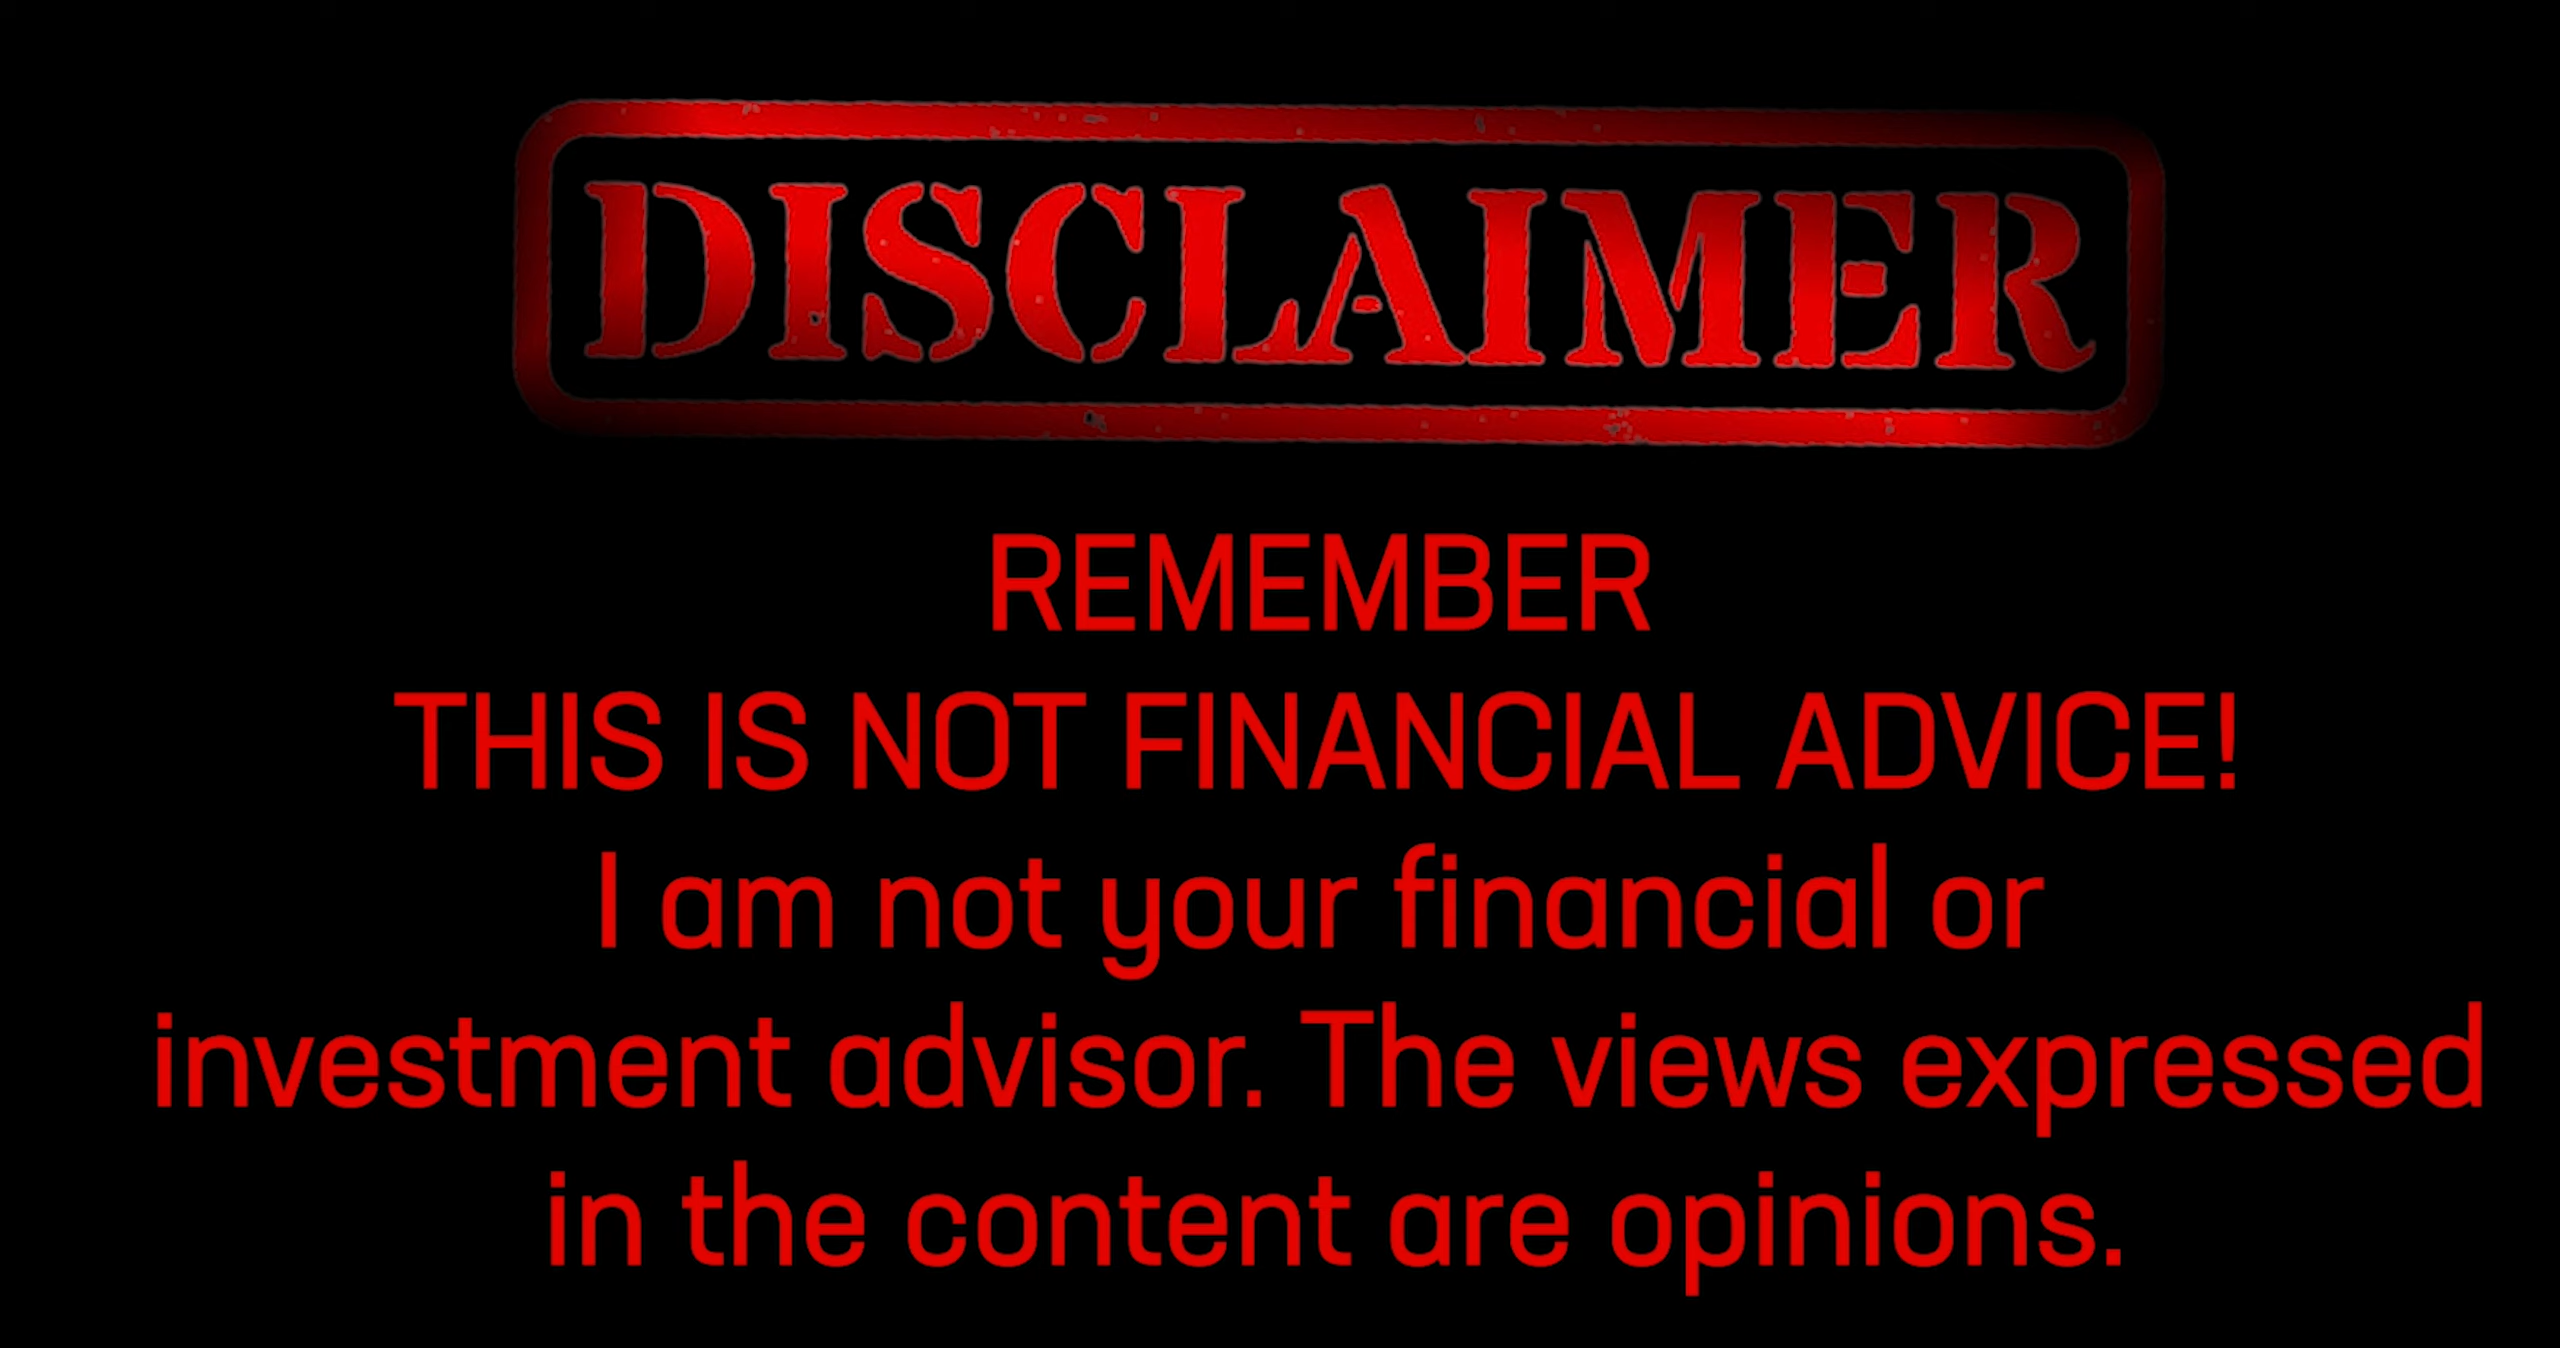 DISCLAIMER
REMEMBER
THIS IS NOT FINANCIAL ADVICE!
I am not your financial or
investment advisor. The views expressed
in the content are opinions.